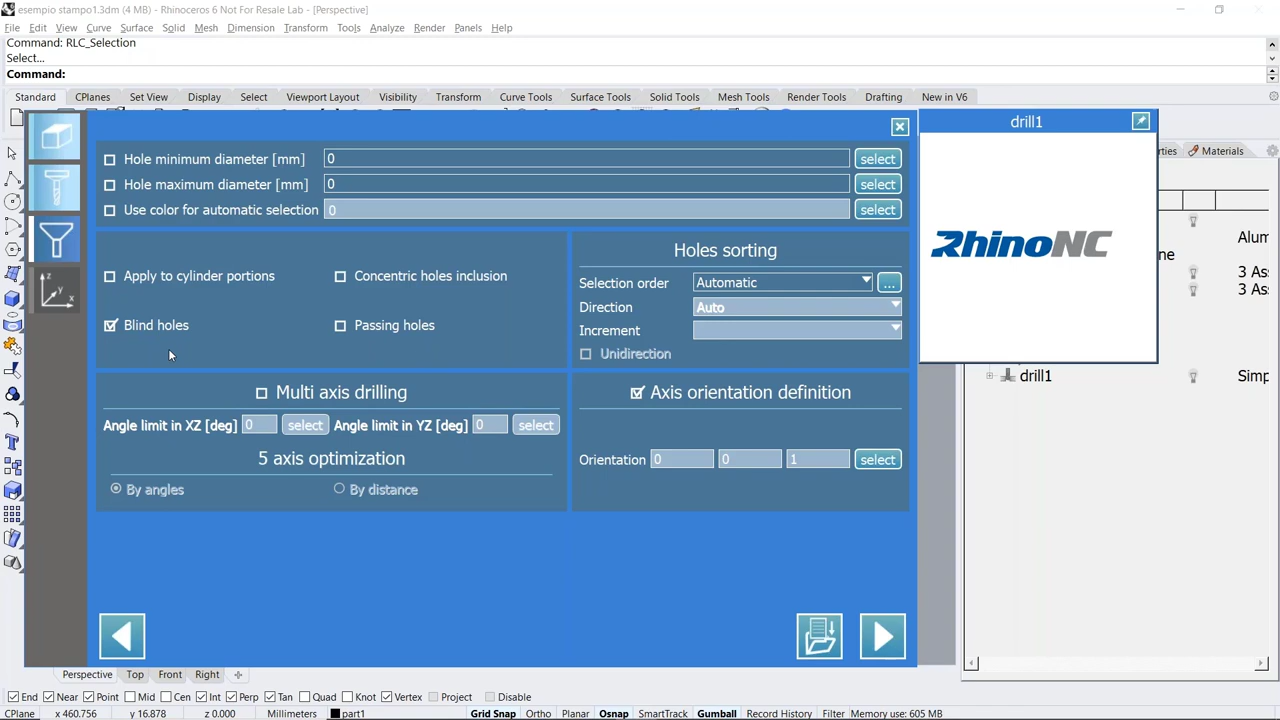 esempio stampo1.3dm (4 MB) - Rhinoceros 6 Not For Resale Lab - [Perspective]
File Edit View Curve Surface Solid Mesh Dimension Transform Tools Analyze Render Panels Help
Command: RLC_Selection
Select...
Command:
Standard CPlanes Set View Display Select Viewport Layout Visibility Transform Curve Tools Surface Tools Solid Tools Mesh Tools Render Tools Drafting New in V6
drill1
Hole minimum diameter [mm] 0 select
Hole maximum diameter [mm] 0 select
Use color for automatic selection 0 select
Materials
Apply to cylinder portions Concentric holes inclusion
Blind holes Passing holes
Holes sorting
Selection order Automatic ...
Direction Auto
Increment
Unidirection
RhinoNC
Alum
ne
3 Ass
3 Ass
drill1 Simp
Multi axis drilling
Angle limit in XZ [deg] 0 select Angle limit in YZ [deg] 0 select
5 axis optimization
By angles By distance
Axis orientation definition
Orientation 0 0 1 select
z
y
x
Perspective Top Front Right
End Near Point Mid Cen Int Perp Tan Quad Knot Vertex Project Disable
CPlane x 460.756 y 16.878 z 0.000 Millimeters part1 Grid Snap Ortho Planar Osnap SmartTrack Gumball Record History Filter Memory use: 605 MB